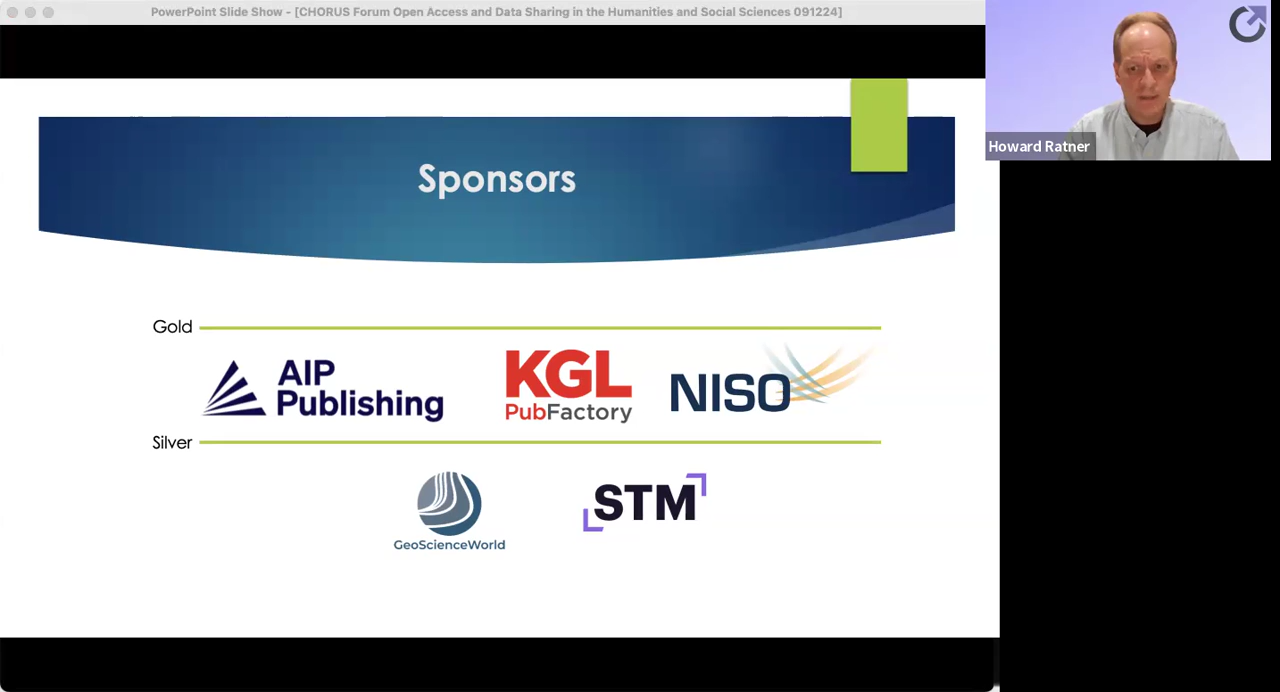 PowerPoint Slide Show - [CHORUS Forum Open Access and Data Sharing in the Humanities and Social Sciences 091224]
Howard Ratner
Sponsors
Gold
AIP
Publishing
KGL
PubFactory
NISO
Silver
GeoScienceWorld
STM